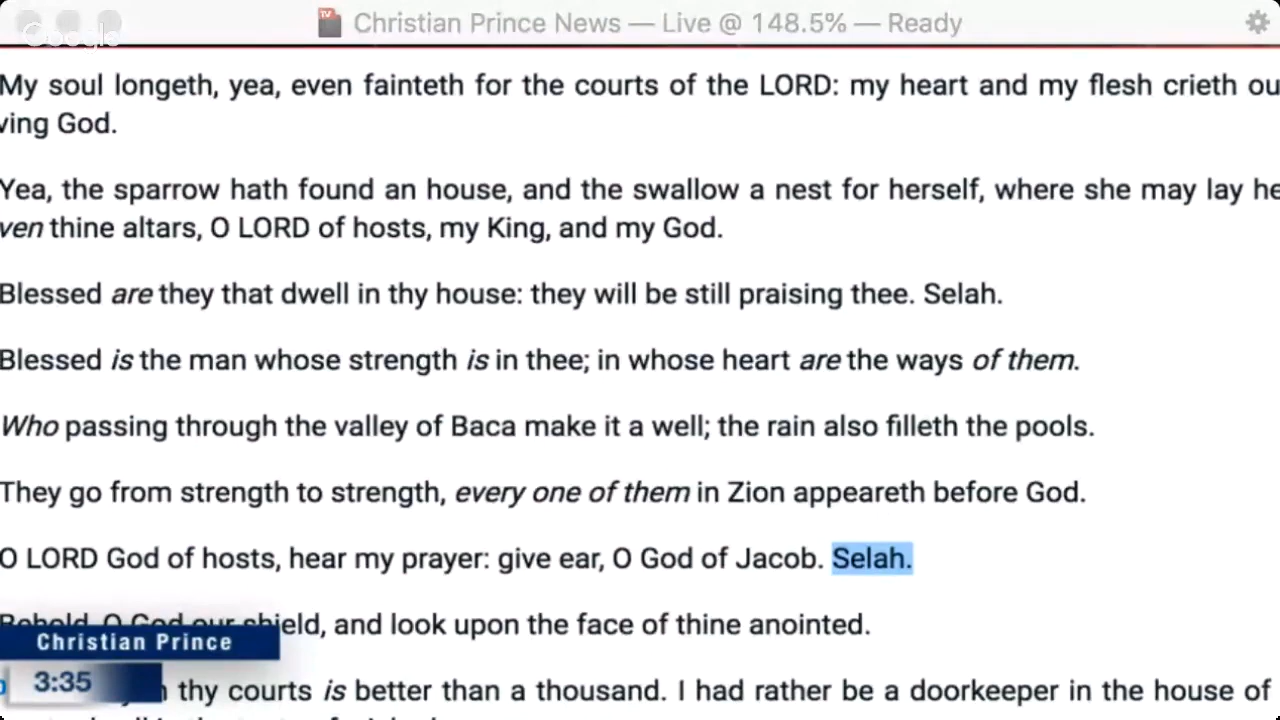 Google
Christian Prince News — Live @ 148.5% — Ready
My soul longeth, yea, even fainteth for the courts of the LORD: my heart and my flesh crieth ou
ving God.
Yea, the sparrow hath found an house, and the swallow a nest for herself, where she may lay he
ven thine altars, O LORD of hosts, my King, and my God.
Blessed are they that dwell in thy house: they will be still praising thee. Selah.
Blessed is the man whose strength is in thee; in whose heart are the ways of them.
Who passing through the valley of Baca make it a well; the rain also filleth the pools.
They go from strength to strength, every one of them in Zion appeareth before God.
O LORD God of hosts, hear my prayer: give ear, O God of Jacob. Selah.
Behold, O God our shield, and look upon the face of thine anointed.
Christian Prince
3:35
thy courts is better than a thousand. I had rather be a doorkeeper in the house of